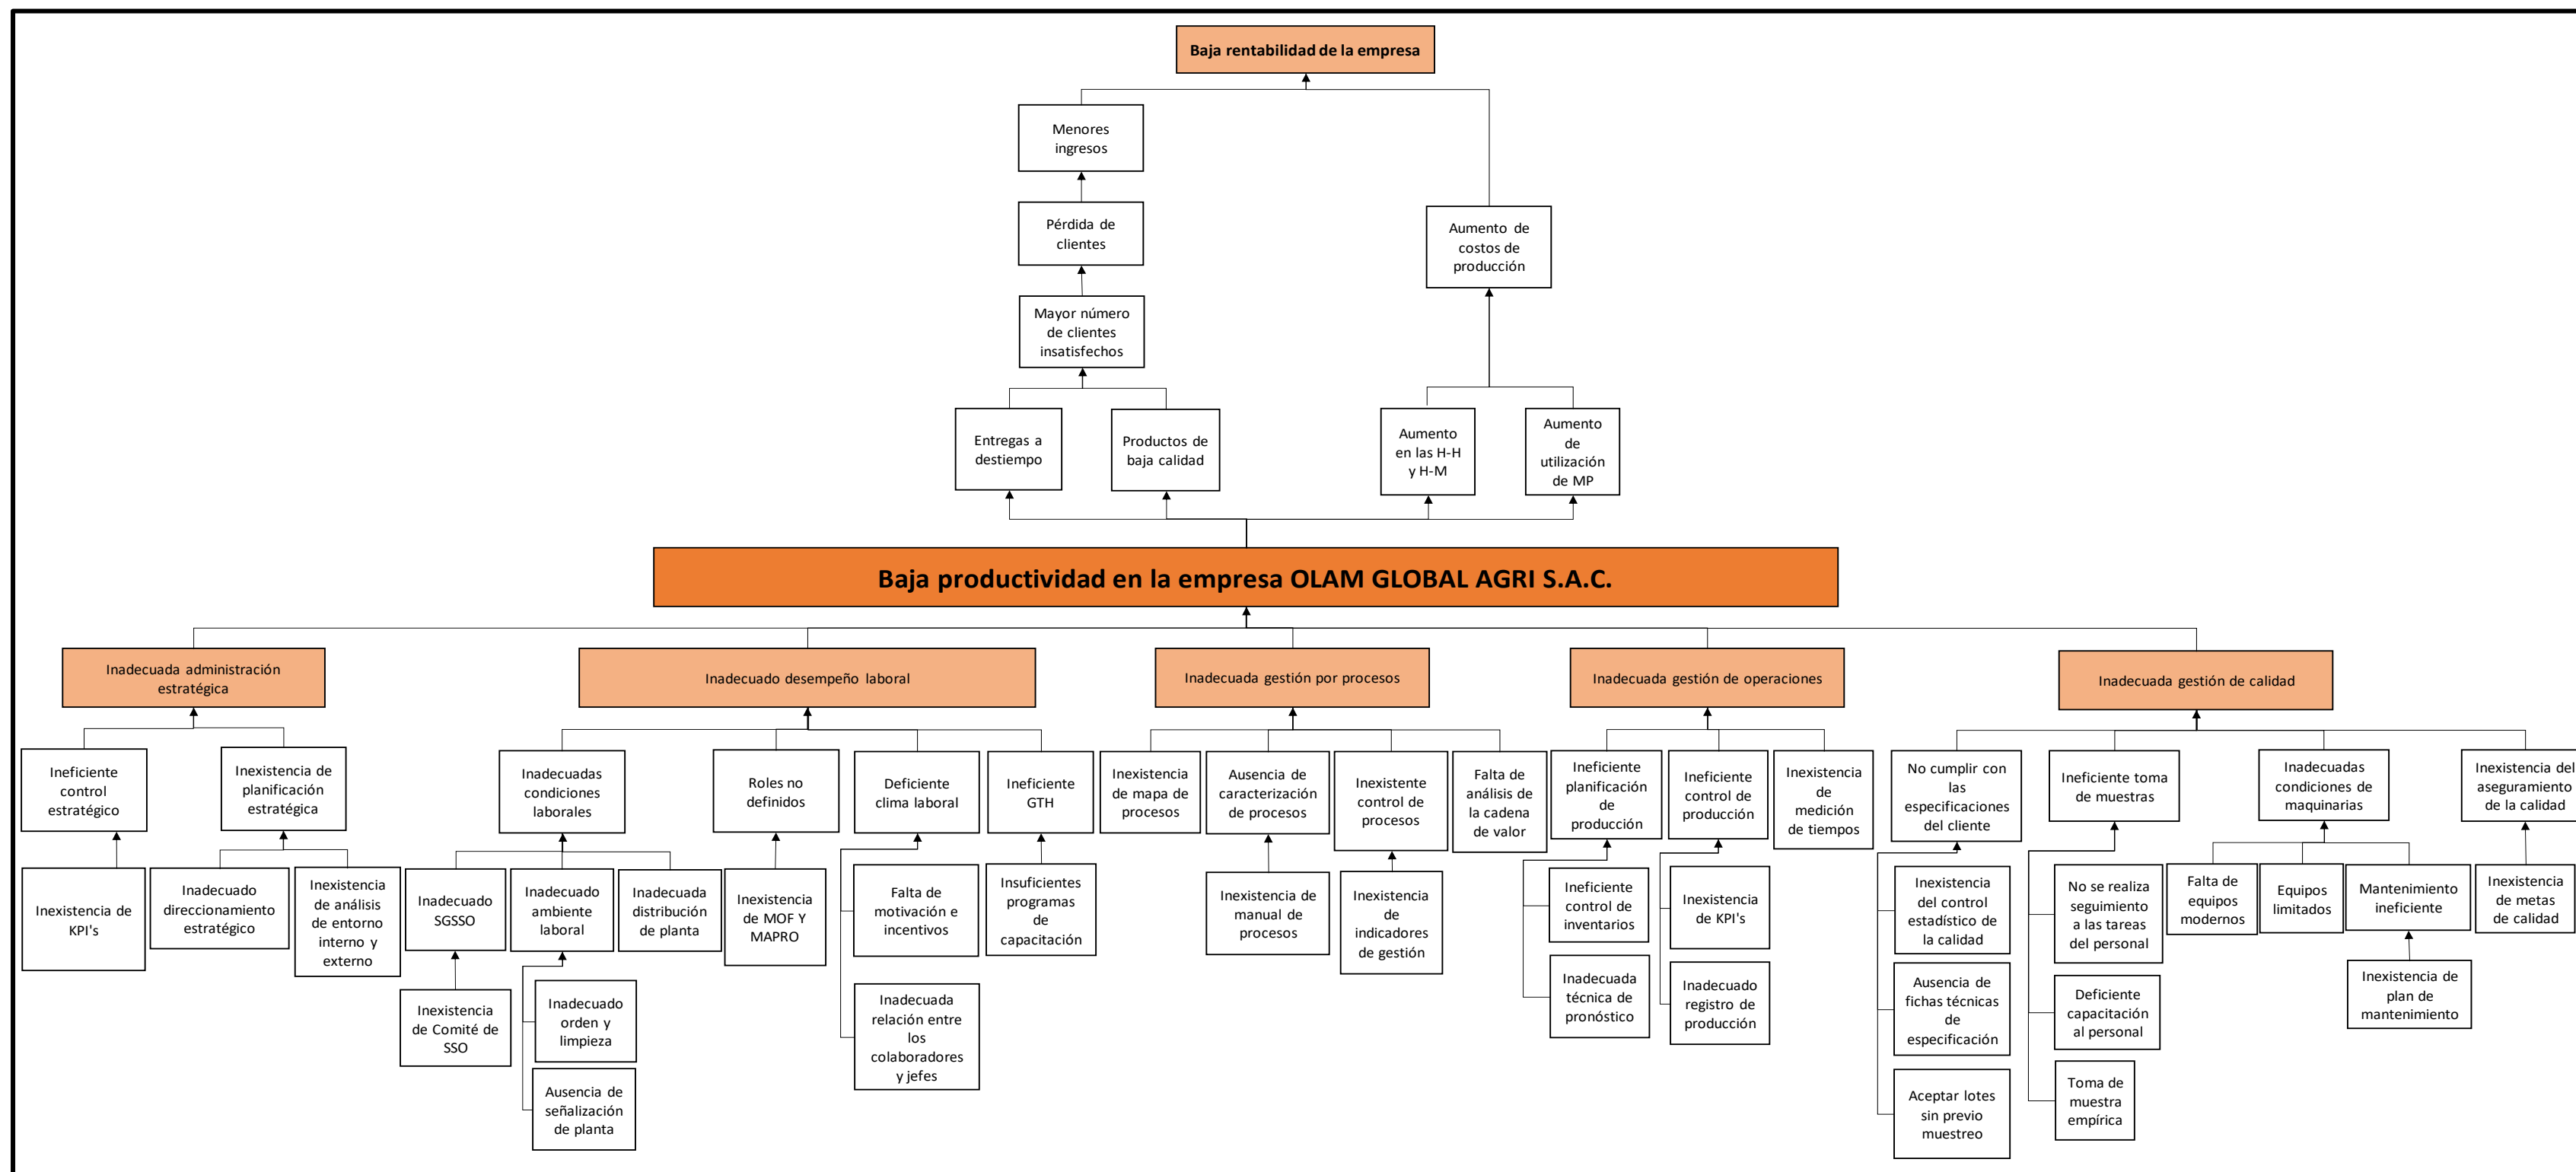 Baja rentabilidad de la empresa
Menores
ingresos
Pérdida de
clientes
Aumento de
costos de
producción
Mayor número
de clientes
insatisfechos
Entregas a
destiempo
Productos de
baja calidad
Aumento
en las H-H
y H-M
Aumento
de
utilización
de MP
Baja productividad en la empresa OLAM GLOBAL AGRI S.A.C.
Inadecuada administración
estratégica
Inadecuado desempeño laboral
Inadecuada gestión por procesos
Inadecuada gestión de operaciones
Inadecuada gestión de calidad
Ineficiente
control
estratégico
Inexistencia de
planificación
estratégica
Inadecuadas
condiciones
laborales
Roles no
definidos
Deficiente
clima laboral
Ineficiente
GTH
Inexistencia
de mapa de
procesos
Ausencia de
caracterización
de procesos
Inexistente
control de
procesos
Falta de
análisis de
la cadena
de valor
Ineficiente
planificación
de
producción
Ineficiente
control de
producción
Inexistencia
de
medición
de tiempos
No cumplir con
las
especificaciones
del cliente
Ineficiente toma
de muestras
Inadecuadas
condiciones de
maquinarias
Inexistencia del
aseguramiento
de la calidad
Inexistencia de
KPI's
Inadecuado
direccionamiento
estratégico
Inexistencia
de análisis
de entorno
interno y
externo
Inadecuado
SGSSO
Inadecuado
ambiente
laboral
Inadecuada
distribución
de planta
Inexistencia
de MOF Y
MAPRO
Falta de
motivación e
incentivos
Insuficientes
programas
de
capacitación
Inexistencia de
manual de
procesos
Inexistencia
de
indicadores
de gestión
Ineficiente
control de
inventarios
Inexistencia
de KPI's
Inexistencia
del control
estadístico de
la calidad
No se realiza
seguimiento
a las tareas
del personal
Falta de
equipos
modernos
Equipos
limitados
Mantenimiento
ineficiente
Inexistencia
de metas
de calidad
Inexistencia
de Comité de
SSO
Inadecuado
orden y
limpieza
Inadecuada
relación entre
los
colaboradores
y jefes
Inadecuada
técnica de
pronóstico
Inadecuado
registro de
producción
Ausencia de
fichas técnicas
de
especificación
Deficiente
capacitación
al personal
Inexistencia de
plan de
mantenimiento
Ausencia de
señalización
de planta
Aceptar lotes
sin previo
muestreo
Toma de
muestra
empírica